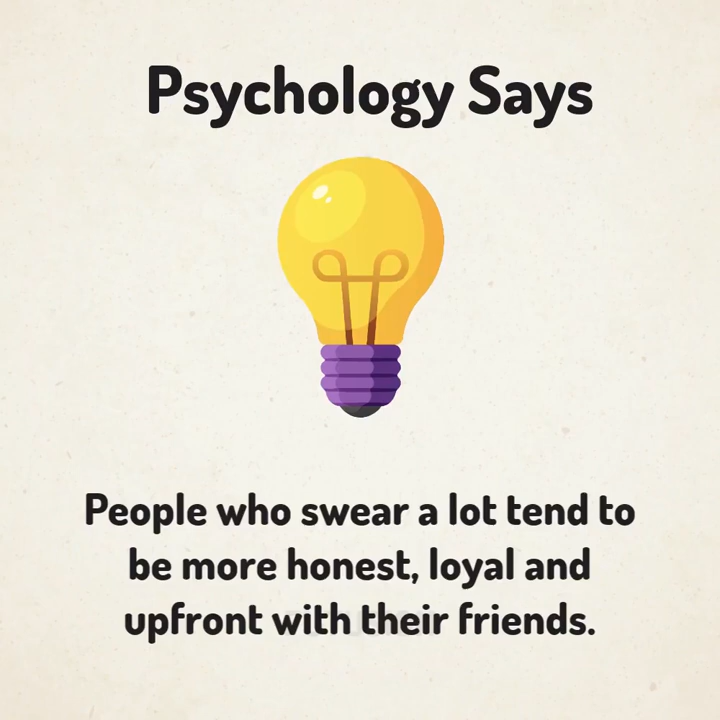 Psychology Says
People who swear a lot tend to
be more honest, loyal and
upfront with their friends.